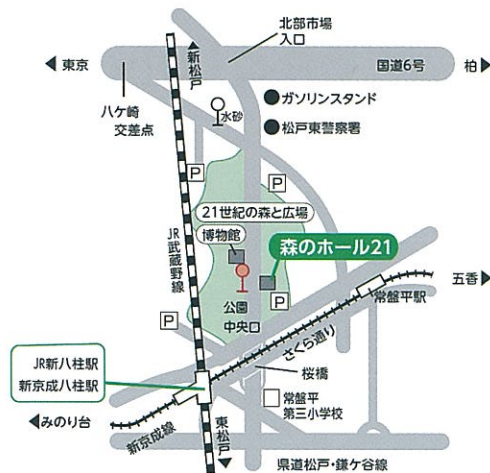 北部市場
入口
新松戸
東京
国道6号
柏
八ケ崎
交差点
水砂
ガソリンスタンド
松戸東警察署
P
P
21世紀の森と広場
博物館
森のホール21
JR武蔵野線
公園
中央口
P
P
五香
常盤平駅
さくら通り
JR新八柱駅
新京成八柱駅
桜橋
常盤平
第三小学校
みのり台
新京成線
東松戸
県道松戸・鎌ケ谷線